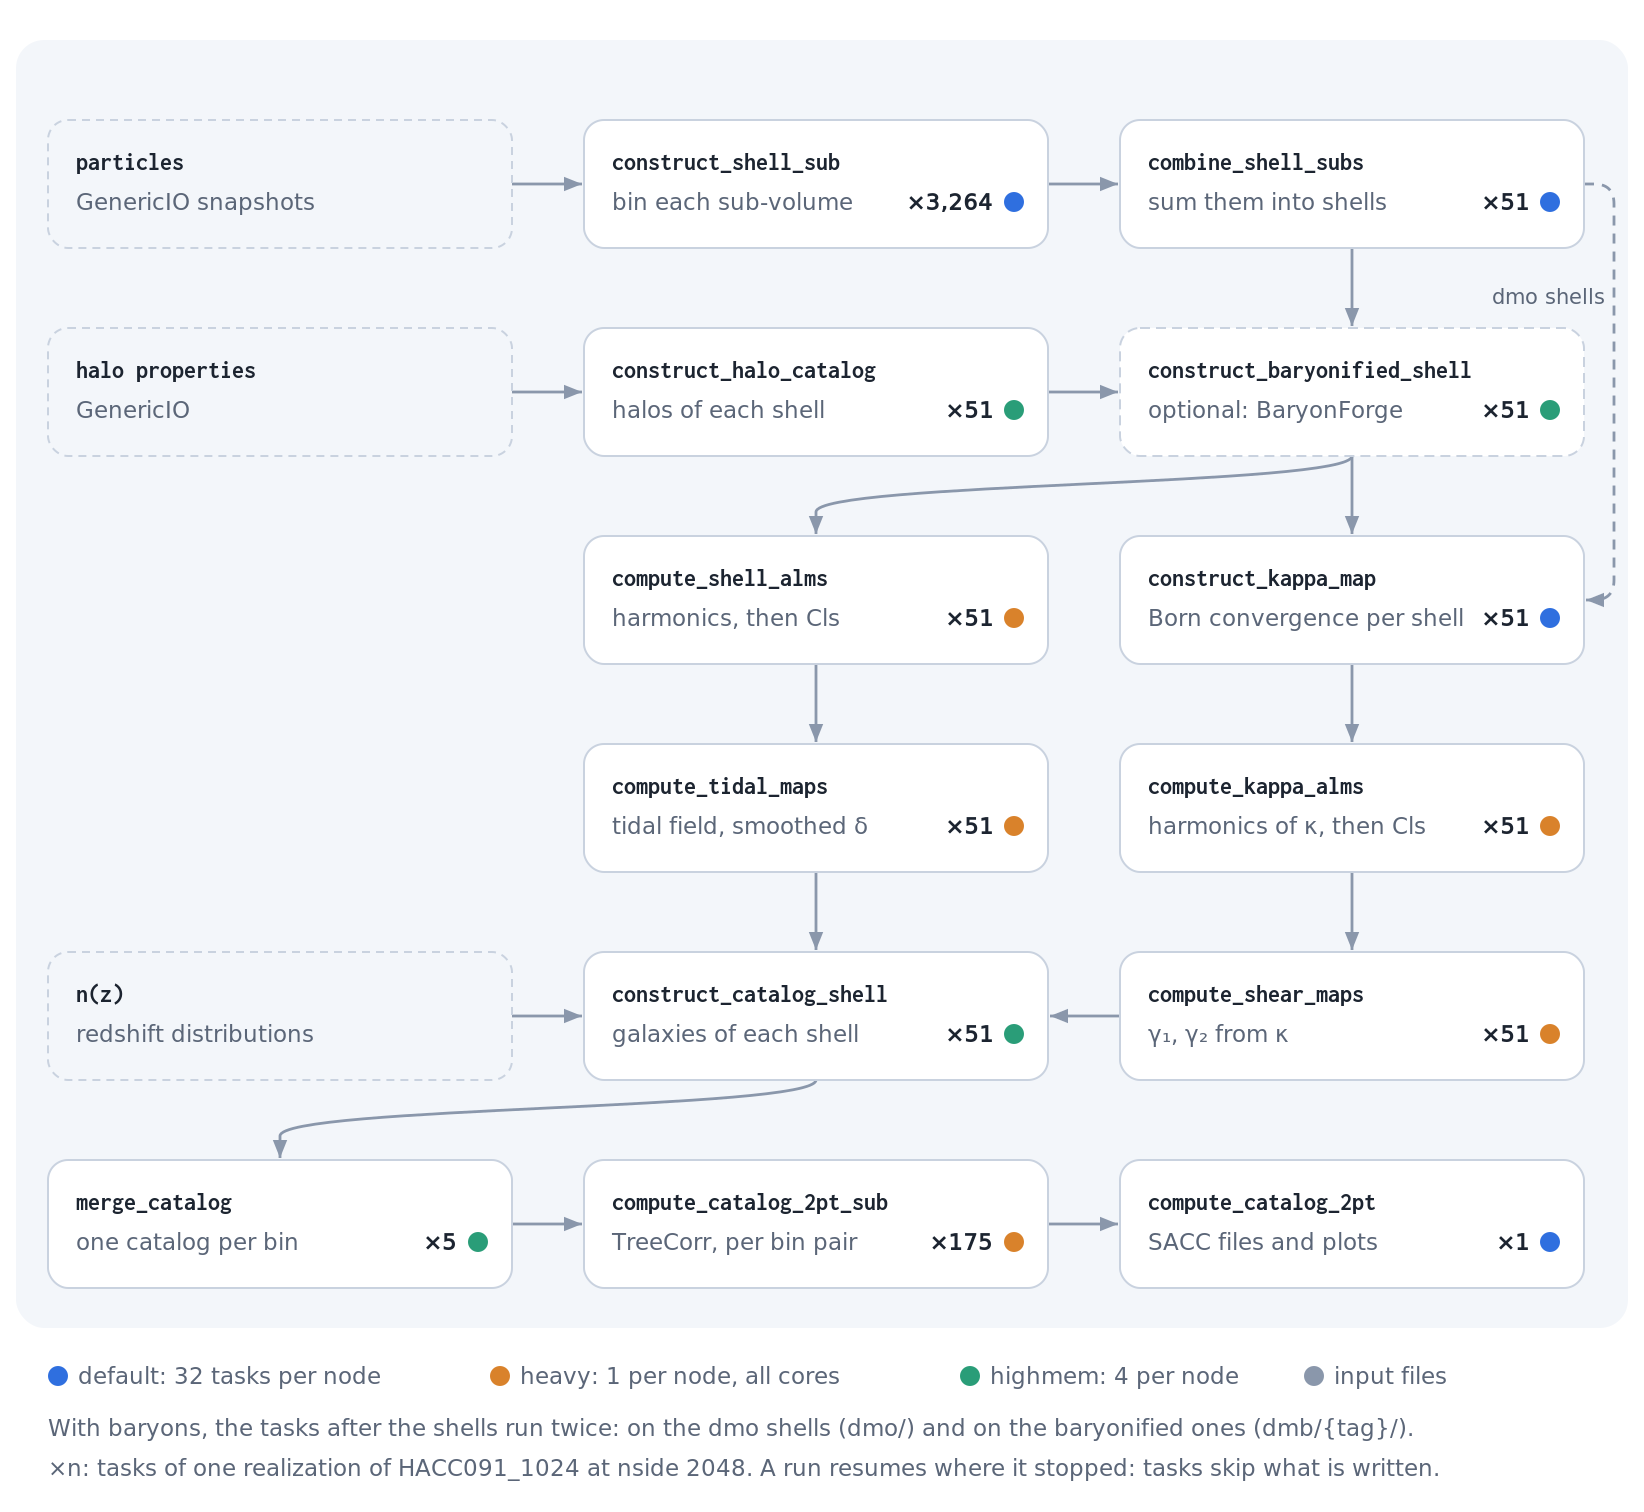 particles
GenericIO snapshots
construct_shell_sub
bin each sub-volume ×3,264
combine_shell_subs
sum them into shells ×51
dmo shells
halo properties
GenericIO
construct_halo_catalog
halos of each shell ×51
construct_baryonified_shell
optional: BaryonForge ×51
compute_shell_alms
harmonics, then Cls ×51
construct_kappa_map
Born convergence per shell ×51
compute_tidal_maps
tidal field, smoothed δ ×51
compute_kappa_alms
harmonics of κ, then Cls ×51
n(z)
redshift distributions
construct_catalog_shell
galaxies of each shell ×51
compute_shear_maps
γ₁, γ₂ from κ ×51
merge_catalog
one catalog per bin ×5
compute_catalog_2pt_sub
TreeCorr, per bin pair ×175
compute_catalog_2pt
SACC files and plots ×1
default: 32 tasks per node
heavy: 1 per node, all cores
highmem: 4 per node
input files
With baryons, the tasks after the shells run twice: on the dmo shells (dmo/) and on the baryonified ones (dmb/{tag}/).
×n: tasks of one realization of HACC091_1024 at nside 2048. A run resumes where it stopped: tasks skip what is written.